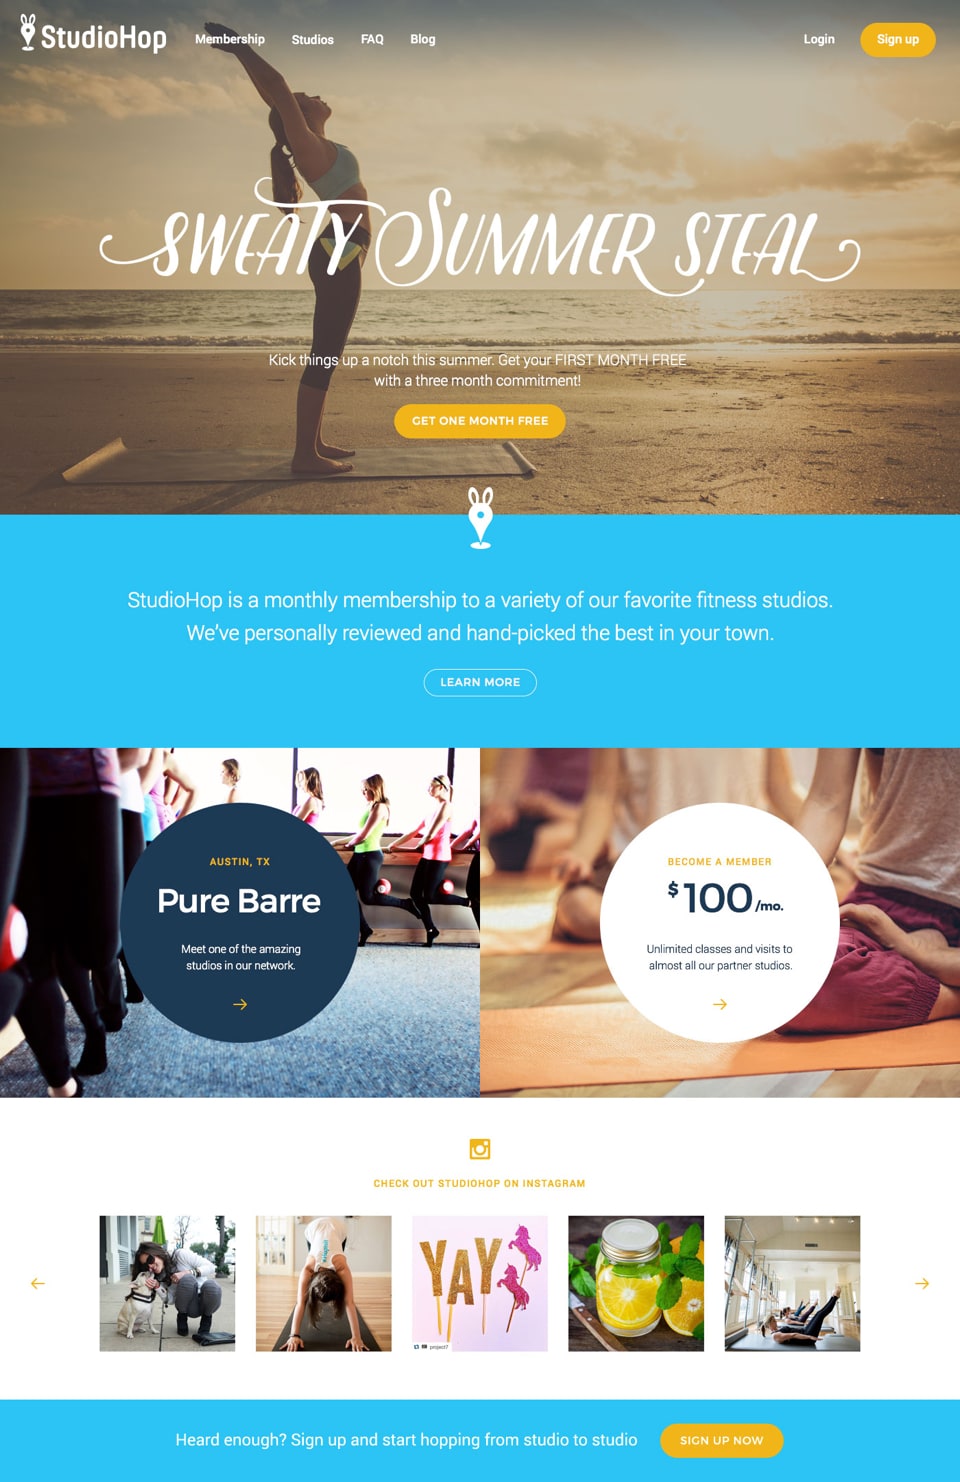 StudioHop
Membership
Studios
FAQ
Blog
Login
Sign up
SWEATY SUMMER STEAL
Kick things up a notch this summer. Get your FIRST MONTH FREE
with a three month commitment!
GET ONE MONTH FREE
StudioHop is a monthly membership to a variety of our favorite fitness studios.
We've personally reviewed and hand-picked the best in your town.
LEARN MORE
AUSTIN, TX
Pure Barre
Meet one of the amazing
studios in our network.
BECOME A MEMBER
$100/mo.
Unlimited classes and visits to
almost all our partner studios.
CHECK OUT STUDIOHOP ON INSTAGRAM
YAY
project7
Heard enough? Sign up and start hopping from studio to studio
SIGN UP NOW